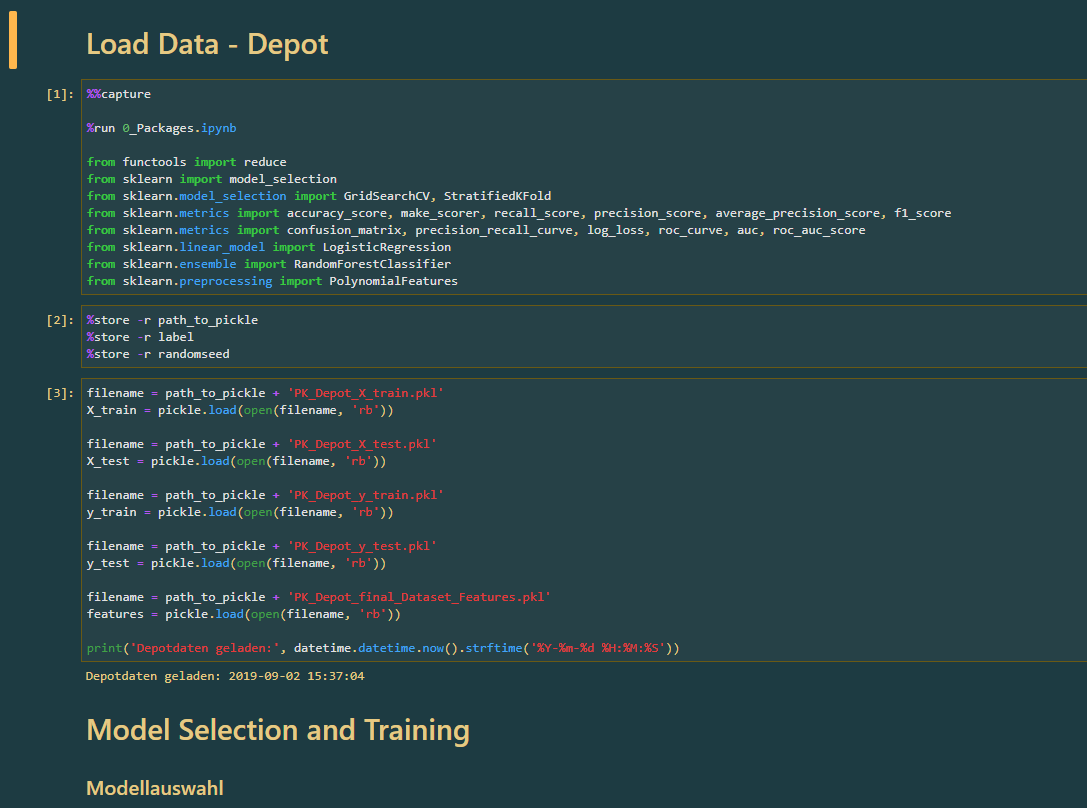 Load Data - Depot
[1]:
%%capture
%run 0_Packages.ipynb
from functools import reduce
from sklearn import model_selection
from sklearn.model_selection import GridSearchCV, StratifiedKFold
from sklearn.metrics import accuracy_score, make_scorer, recall_score, precision_score, average_precision_score, f1_score
from sklearn.metrics import confusion_matrix, precision_recall_curve, log_loss, roc_curve, auc, roc_auc_score
from sklearn.linear_model import LogisticRegression
from sklearn.ensemble import RandomForestClassifier
from sklearn.preprocessing import PolynomialFeatures
[2]:
%store -r path_to_pickle
%store -r label
%store -r randomseed
[3]:
filename = path_to_pickle + 'PK_Depot_X_train.pkl'
X_train = pickle.load(open(filename, 'rb'))
filename = path_to_pickle + 'PK_Depot_X_test.pkl'
X_test = pickle.load(open(filename, 'rb'))
filename = path_to_pickle + 'PK_Depot_y_train.pkl'
y_train = pickle.load(open(filename, 'rb'))
filename = path_to_pickle + 'PK_Depot_y_test.pkl'
y_test = pickle.load(open(filename, 'rb'))
filename = path_to_pickle + 'PK_Depot_final_Dataset_Features.pkl'
features = pickle.load(open(filename, 'rb'))
print('Depotdaten geladen:', datetime.datetime.now().strftime('%Y-%m-%d %H:%M:%S'))
Depotdaten geladen: 2019-09-02 15:37:04
Model Selection and Training
Modellauswahl